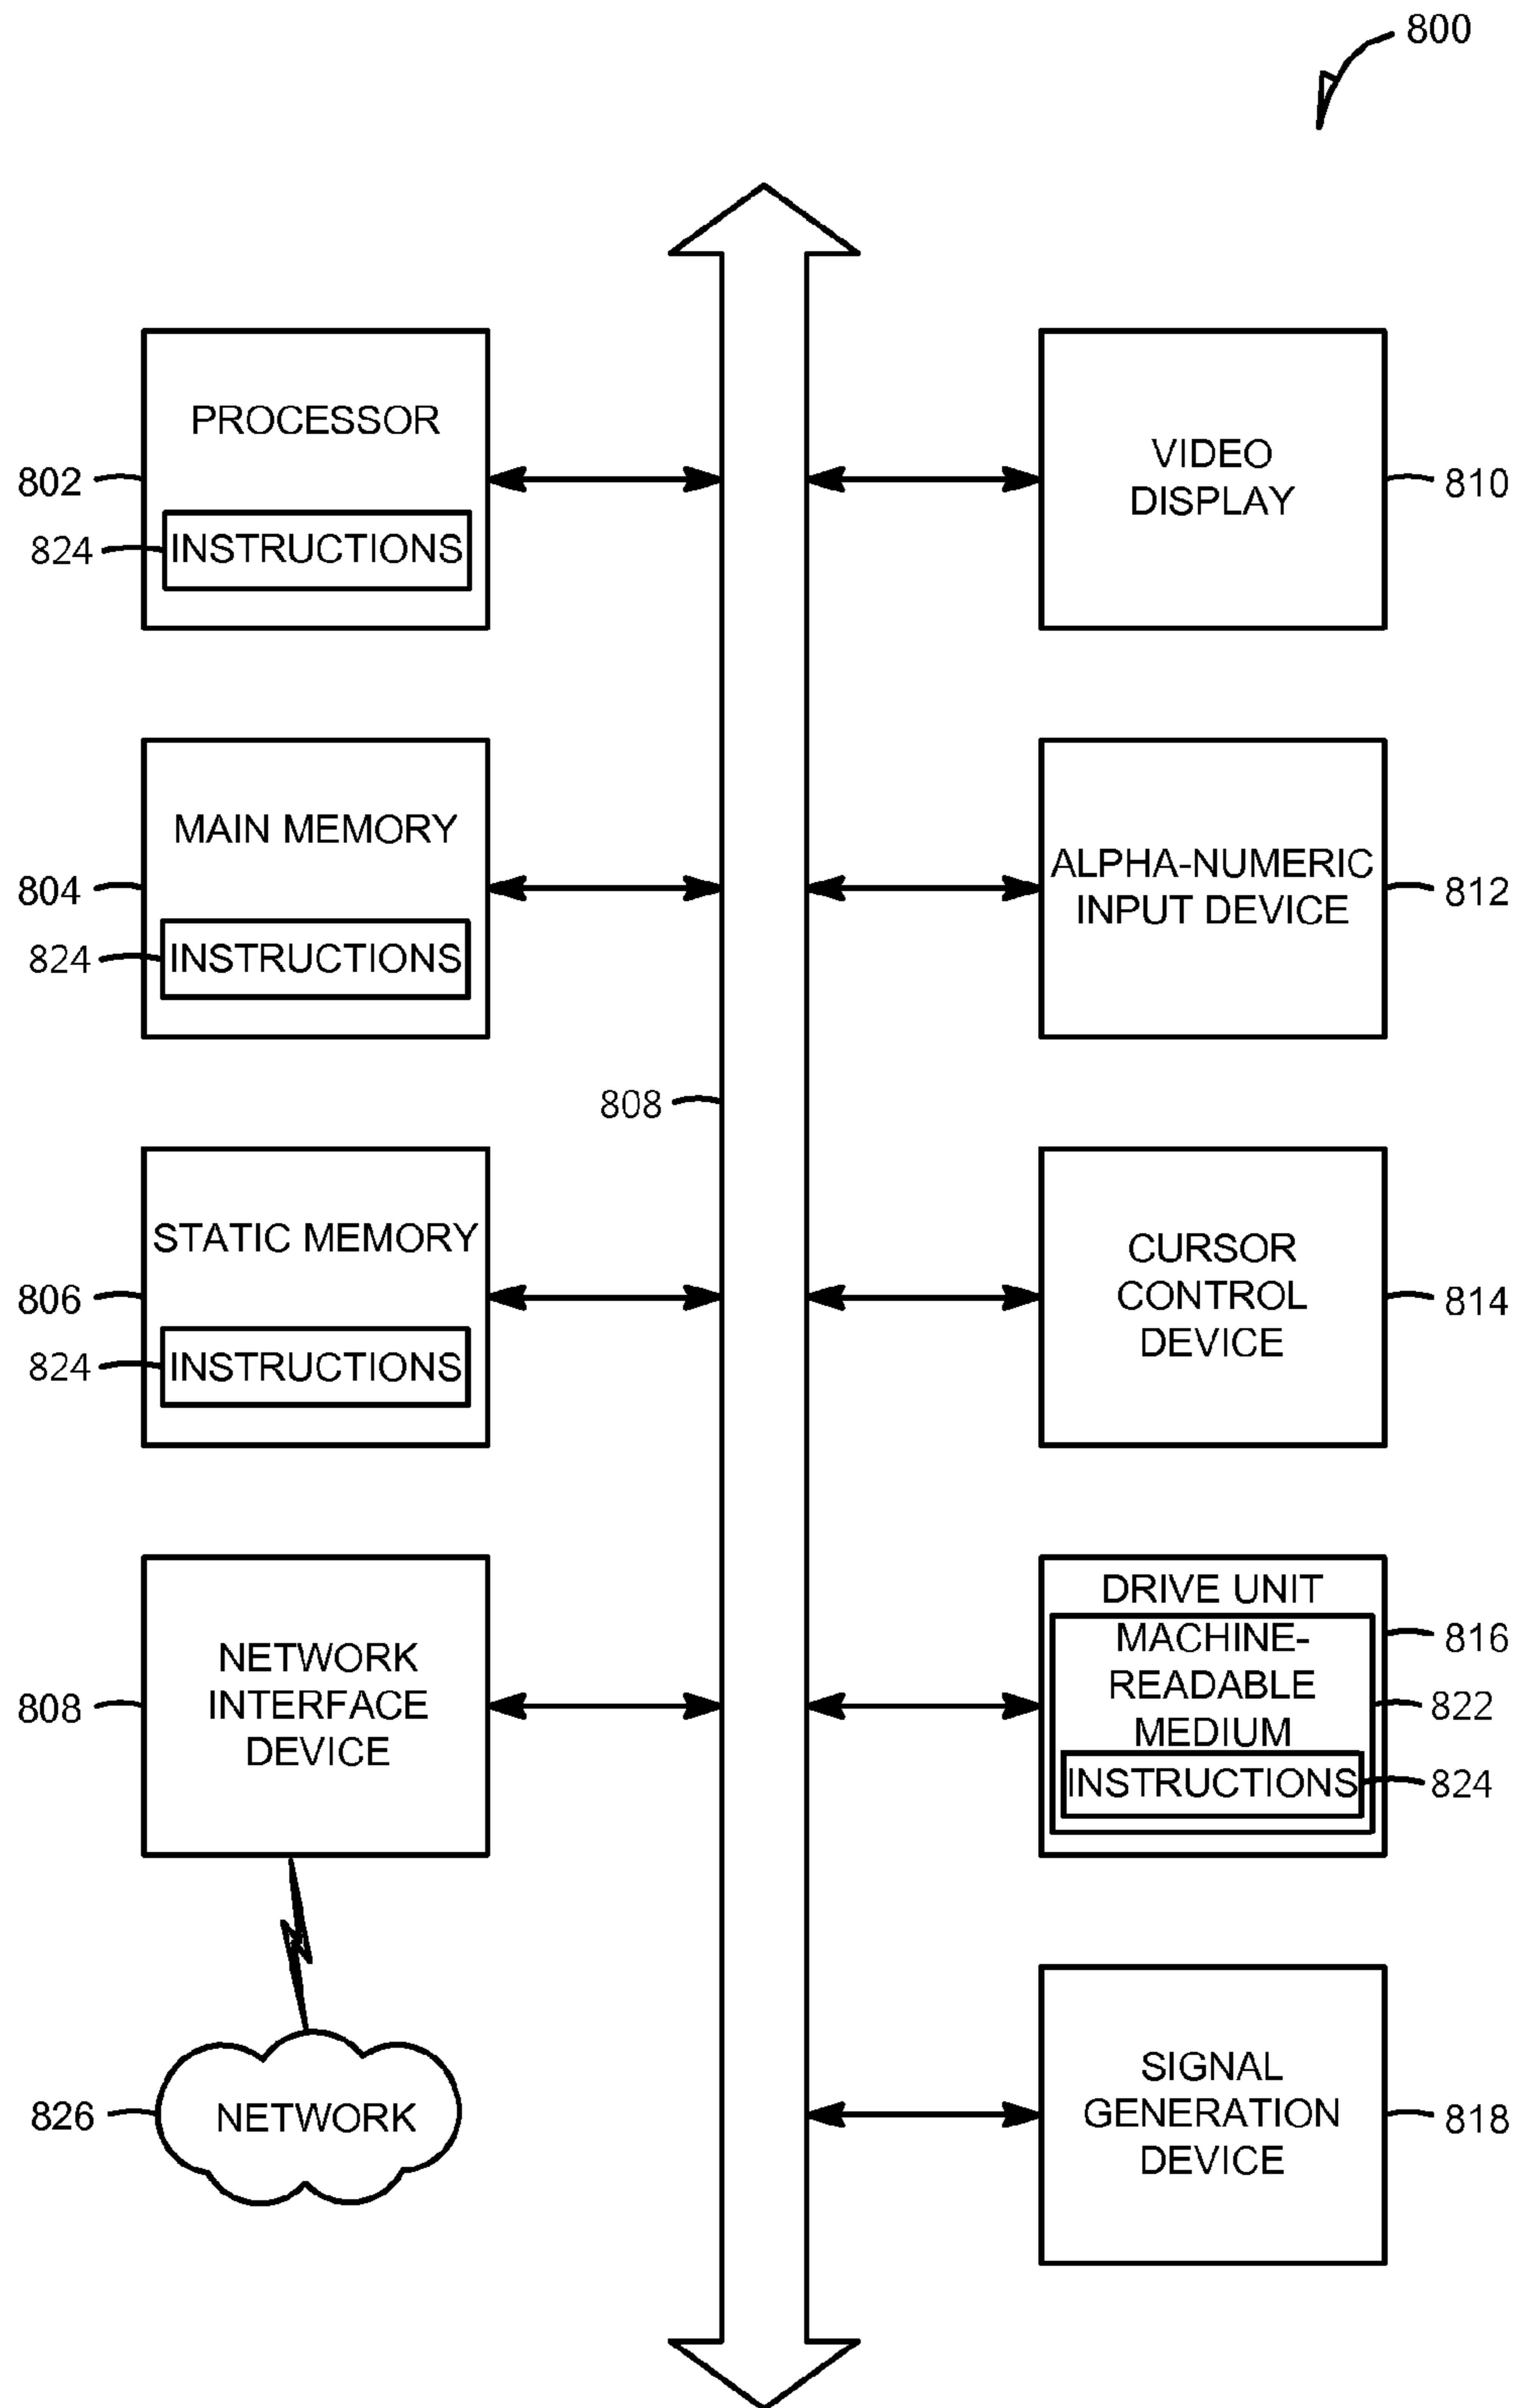 800
PROCESSOR
802
824
INSTRUCTIONS
VIDEO
DISPLAY
810
MAIN MEMORY
804
824
INSTRUCTIONS
ALPHA-NUMERIC
INPUT DEVICE
812
808
STATIC MEMORY
806
824
INSTRUCTIONS
CURSOR
CONTROL
DEVICE
814
NETWORK
INTERFACE
DEVICE
808
DRIVE UNIT
816
MACHINE-
READABLE
MEDIUM
822
INSTRUCTIONS
824
826
NETWORK
SIGNAL
GENERATION
DEVICE
818